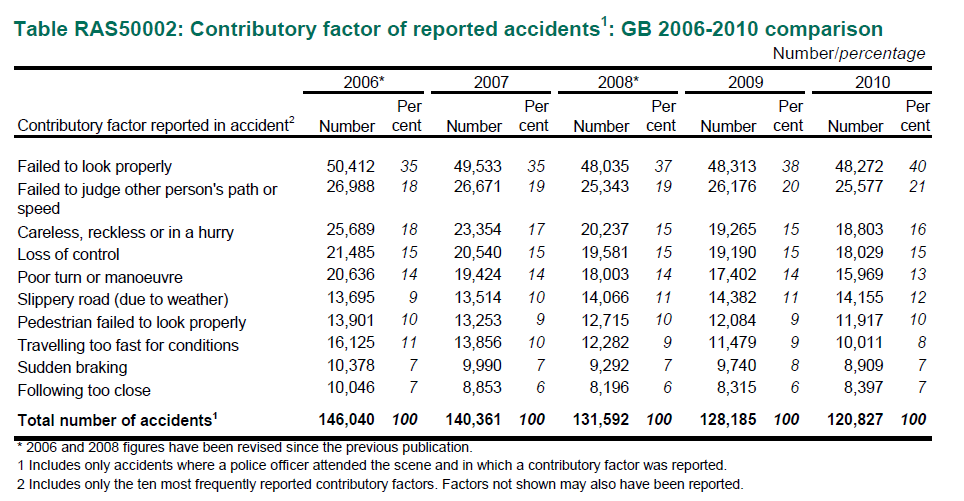 Table RAS50002: Contributory factor of reported accidents1: GB 2006-2010 comparison
Number/percentage
2006* 2007 2008* 2009 2010
Per Per Per Per Per
Contributory factor reported in accident2 Number cent Number cent Number cent Number cent Number cent
Failed to look properly 50,412 35 49,533 35 48,035 37 48,313 38 48,272 40
Failed to judge other person's path or 26,988 18 26,671 19 25,343 19 26,176 20 25,577 21
speed
Careless, reckless or in a hurry 25,689 18 23,354 17 20,237 15 19,265 15 18,803 16
Loss of control 21,485 15 20,540 15 19,581 15 19,190 15 18,029 15
Poor turn or manoeuvre 20,636 14 19,424 14 18,003 14 17,402 14 15,969 13
Slippery road (due to weather) 13,695 9 13,514 10 14,066 11 14,382 11 14,155 12
Pedestrian failed to look properly 13,901 10 13,253 9 12,715 10 12,084 9 11,917 10
Travelling too fast for conditions 16,125 11 13,856 10 12,282 9 11,479 9 10,011 8
Sudden braking 10,378 7 9,990 7 9,292 7 9,740 8 8,909 7
Following too close 10,046 7 8,853 6 8,196 6 8,315 6 8,397 7
Total number of accidents1 146,040 100 140,361 100 131,592 100 128,185 100 120,827 100
* 2006 and 2008 figures have been revised since the previous publication.
1 Includes only accidents where a police officer attended the scene and in which a contributory factor was reported.
2 Includes only the ten most frequently reported contributory factors. Factors not shown may also have been reported.